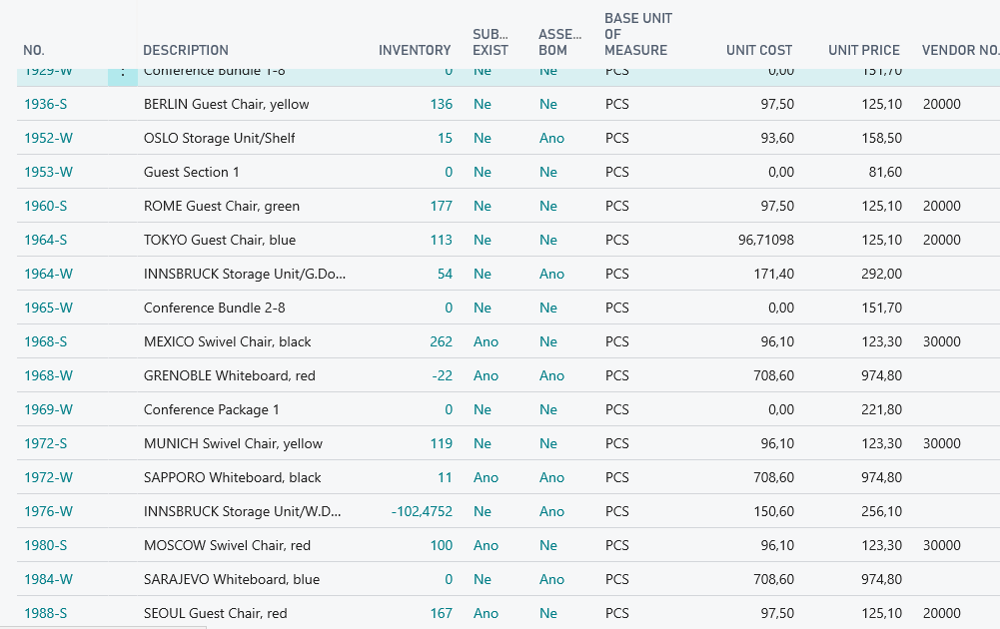 NO. DESCRIPTION INVENTORY SUB... EXIST ASSE... BOM BASE UNIT OF MEASURE UNIT COST UNIT PRICE VENDOR NO.
1929-W Conference Bundle 1-8 0 Ne Ne PCS 0,00 151,70
1936-S BERLIN Guest Chair, yellow 136 Ne Ne PCS 97,50 125,10 20000
1952-W OSLO Storage Unit/Shelf 15 Ne Ano PCS 93,60 158,50
1953-W Guest Section 1 0 Ne Ne PCS 0,00 81,60
1960-S ROME Guest Chair, green 177 Ne Ne PCS 97,50 125,10 20000
1964-S TOKYO Guest Chair, blue 113 Ne Ne PCS 96,71098 125,10 20000
1964-W INNSBRUCK Storage Unit/G.Do... 54 Ne Ano PCS 171,40 292,00
1965-W Conference Bundle 2-8 0 Ne Ne PCS 0,00 151,70
1968-S MEXICO Swivel Chair, black 262 Ano Ne PCS 96,10 123,30 30000
1968-W GRENOBLE Whiteboard, red -22 Ano Ano PCS 708,60 974,80
1969-W Conference Package 1 0 Ne Ne PCS 0,00 221,80
1972-S MUNICH Swivel Chair, yellow 119 Ne Ne PCS 96,10 123,30 30000
1972-W SAPPORO Whiteboard, black 11 Ano Ano PCS 708,60 974,80
1976-W INNSBRUCK Storage Unit/W.D... -102,4752 Ne Ano PCS 150,60 256,10
1980-S MOSCOW Swivel Chair, red 100 Ano Ne PCS 96,10 123,30 30000
1984-W SARAJEVO Whiteboard, blue 0 Ne Ano PCS 708,60 974,80
1988-S SEOUL Guest Chair, red 167 Ano Ne PCS 97,50 125,10 20000